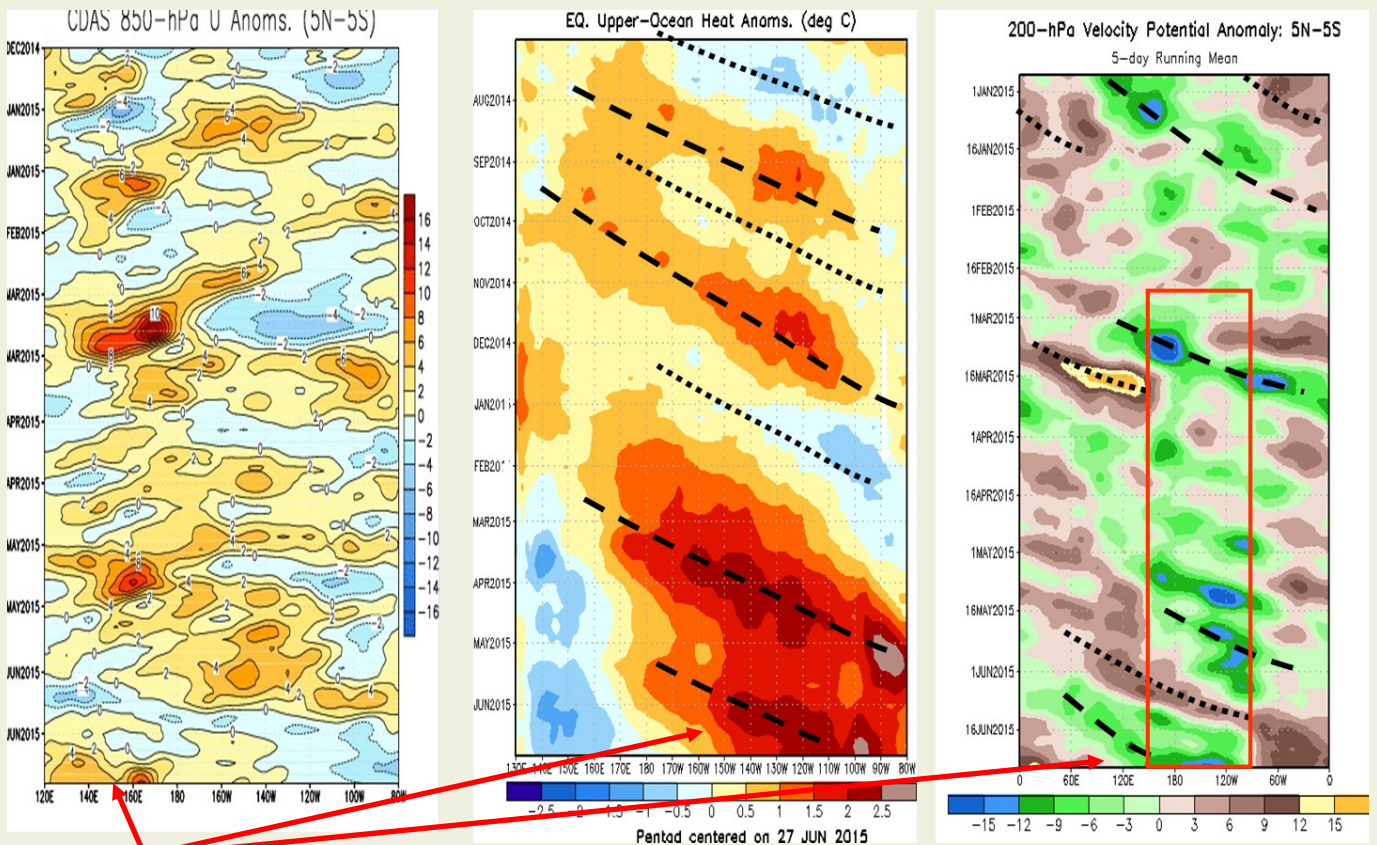 CDAS 850-hPa U Anoms. (5N-5S)
DEC2014
JAN2015
JAN2015
FEB2015
MAR2015
MAR2015
APR2015
APR2015
MAY2015
MAY2015
JUN2015
JUN2015
120E 140E 160E 180 160W 140W 120W 100W 80W
16
14
12
10
8
6
4
2
0
-2
-4
-6
-8
-10
-12
-14
-16
EQ. Upper-Ocean Heat Anoms. (deg C)
AUG2014
SEP2014
OCT2014
NOV2014
DEC2014
JAN2015
FEB20
MAR2015
APR2015
MAY2015
JUN2015
130E 140E 150E 160E 170E 180 170W 160W 150W 140W 130W 120W 110W 100W 90W 80W
-2.5 -2 -1.5 -1 -0.5 0 0.5 1 1.5 2 2.5
Pentad centered on 27 JUN 2015
200-hPa Velocity Potential Anomaly: 5N-5S
5-day Running Mean
1JAN2015
16JAN2015
1FEB2015
16FEB2015
1MAR2015
16MAR2015
1APR2015
16APR2015
1MAY2015
16MAY2015
1JUN2015
16JUN2015
0 60E 120E 180 120W 60W 0
-15 -12 -9 -6 -3 0 3 6 9 12 15